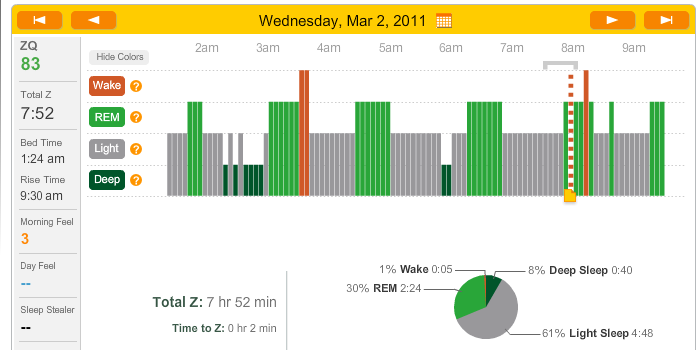 Wednesday, Mar 2, 2011
ZQ
83
Total Z
7:52
Bed Time
1:24 am
Rise Time
9:30 am
Morning Feel
3
Day Feel
--
Sleep Stealer
--
Hide Colors
2am 3am 4am 5am 6am 7am 8am 9am
Wake ?
REM ?
Light ?
Deep ?
Total Z: 7 hr 52 min
Time to Z: 0 hr 2 min
1% Wake 0:05
8% Deep Sleep 0:40
30% REM 2:24
61% Light Sleep 4:48